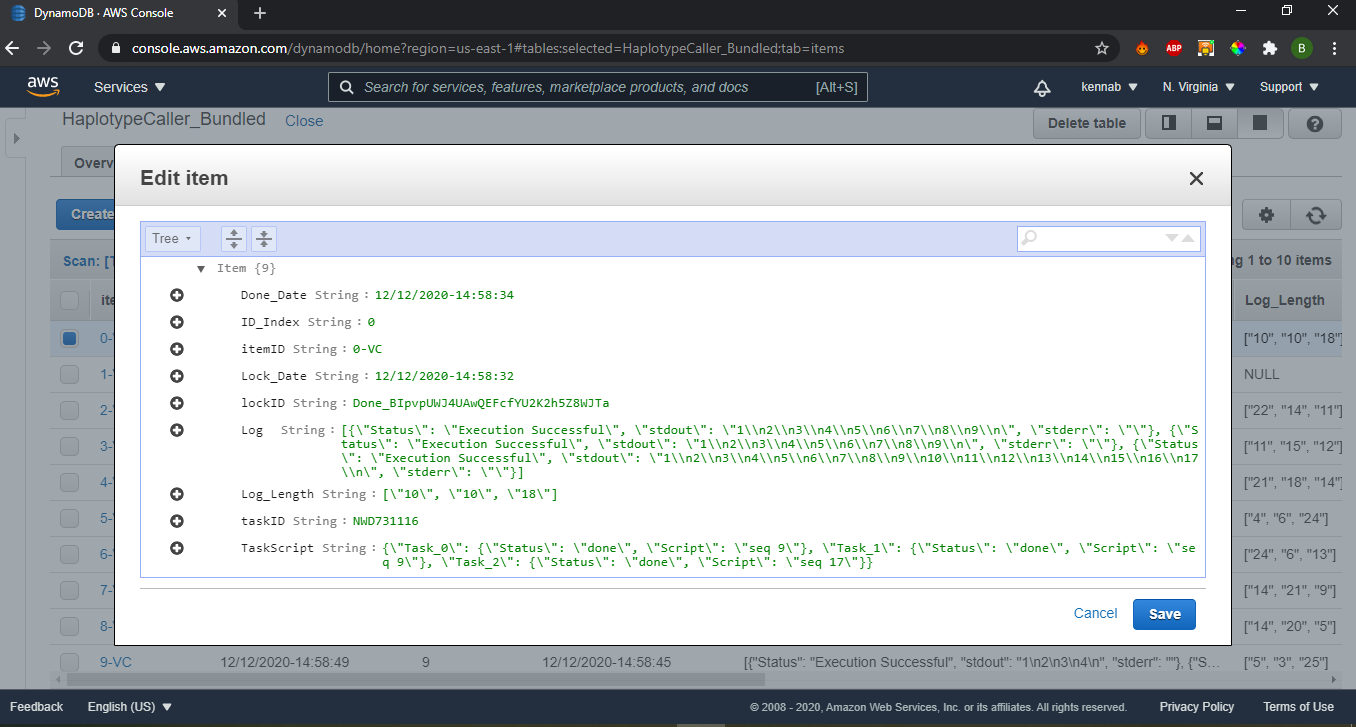 DynamoDB · AWS Console
console.aws.amazon.com/dynamodb/home?region=us-east-1#tables:selected=HaplotypeCaller_Bundled;tab=items
ABP
B
aws Services Search for services, features, marketplace products, and docs [Alt+S] kennab N. Virginia Support
HaplotypeCaller_Bundled Close Delete table
Overv
Edit item
Create
Tree
Scan: [T
g 1 to 10 items
Item {9}
Done_Date String : 12/12/2020-14:58:34
ite Log_Length
ID_Index String : 0
0- ["10", "10", "18"]
itemID String : 0-VC
1- NULL
Lock_Date String : 12/12/2020-14:58:32
lockID String : Done_BIpvpUWJ4UAwQEFcfYU2K2h5Z8WJTa
2- ["22", "14", "11"]
Log String : [{\"Status\": \"Execution Successful\", \"stdout\": \"1\\n2\\n3\\n4\\n5\\n6\\n7\\n8\\n9\\n\", \"stderr\": \"\"}, {\"S
tatus\": \"Execution Successful\", \"stdout\": \"1\\n2\\n3\\n4\\n5\\n6\\n7\\n8\\n9\\n\", \"stderr\": \"\"}, {\"Status
3- ["11", "15", "12"]
\": \"Execution Successful\", \"stdout\": \"1\\n2\\n3\\n4\\n5\\n6\\n7\\n8\\n9\\n10\\n11\\n12\\n13\\n14\\n15\\n16\\n17
\\n\", \"stderr\": \"\"}]
4- ["21", "18", "14"]
Log_Length String : [\"10\", \"10\", \"18\"]
5- ["4", "6", "24"]
taskID String : NWD731116
TaskScript String : {\"Task_0\": {\"Status\": \"done\", \"Script\": \"seq 9\"}, \"Task_1\": {\"Status\": \"done\", \"Script\": \"se
6- ["24", "6", "13"]
q 9\"}, \"Task_2\": {\"Status\": \"done\", \"Script\": \"seq 17\"}}
7- ["14", "21", "9"]
Cancel Save
8- ["14", "20", "5"]
9-VC 12/12/2020-14:58:49 9 12/12/2020-14:58:45 [{"Status": "Execution Successful", "stdout": "1\n2\n3\n4\n", "stderr": ""}, {"S... ["5", "3", "25"]
Feedback English (US) © 2008 - 2020, Amazon Web Services, Inc. or its affiliates. All rights reserved. Privacy Policy Terms of Use